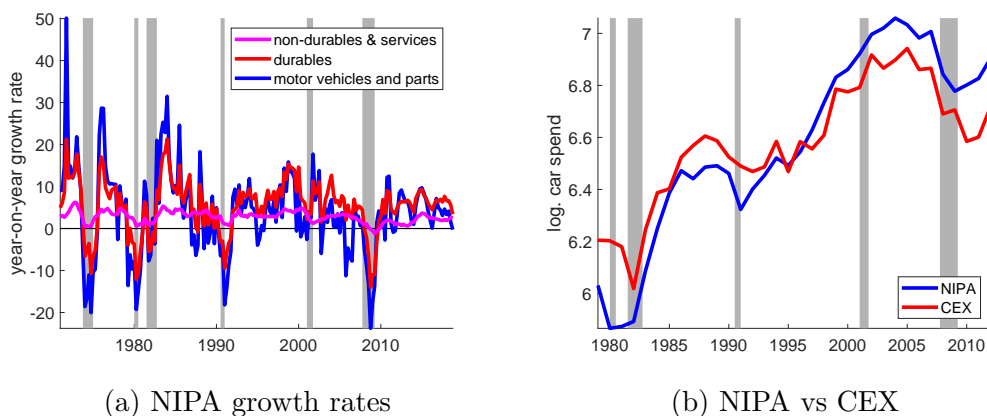 50
40
30
20
10
0
-10
-20
year-on-year growth rate
non-durables & services
durables
motor vehicles and parts
1980
1990
2000
2010
(a) NIPA growth rates
7
6.8
6.6
6.4
6.2
6
log. car spend
NIPA
CEX
1980
1985
1990
1995
2000
2005
2010
(b) NIPA vs CEX